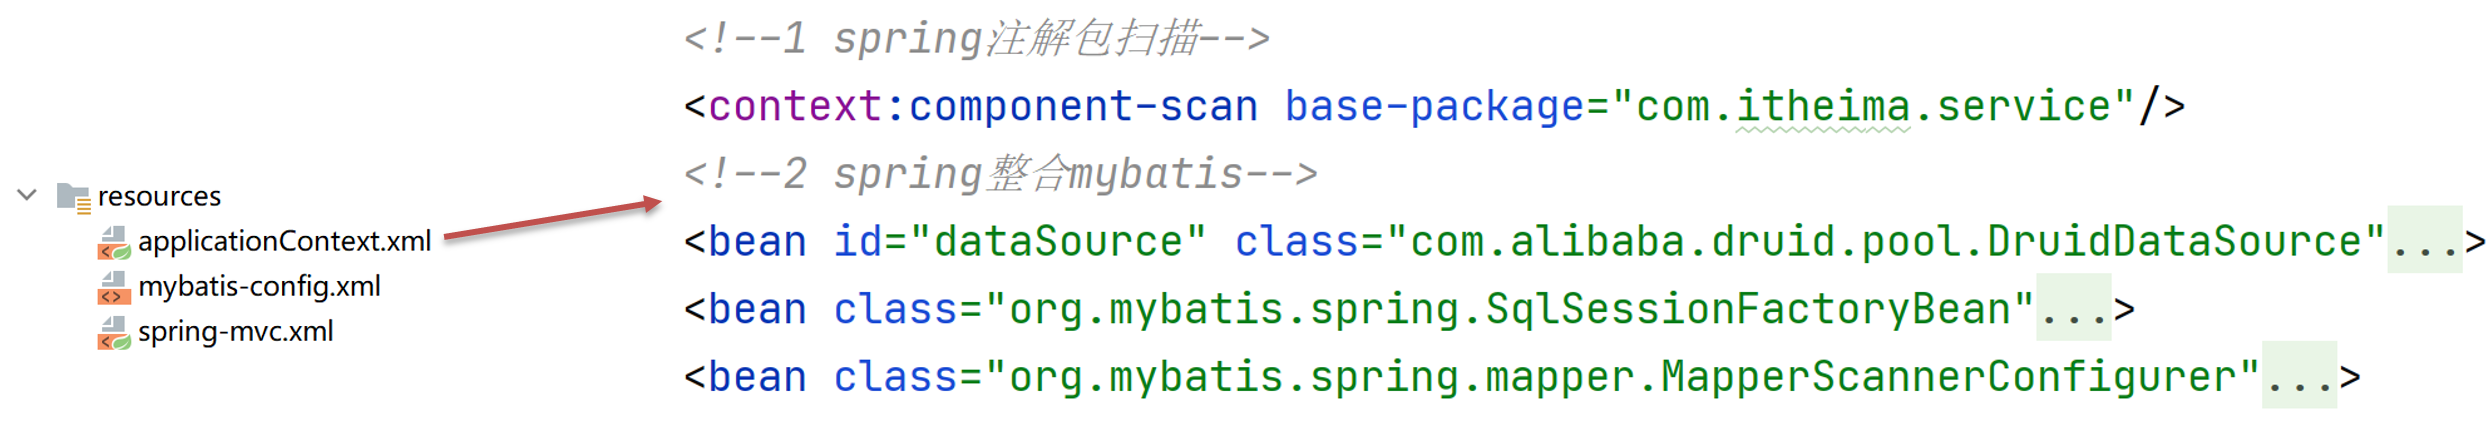 resources
applicationContext.xml
mybatis-config.xml
spring-mvc.xml
<!--1 spring注解包扫描-->
<context:component-scan base-package="com.itheima.service"/>
<!--2 spring整合mybatis-->
<bean id="dataSource" class="com.alibaba.druid.pool.DruidDataSource"...>
<bean class="org.mybatis.spring.SqlSessionFactoryBean"...>
<bean class="org.mybatis.spring.mapper.MapperScannerConfigurer"...>